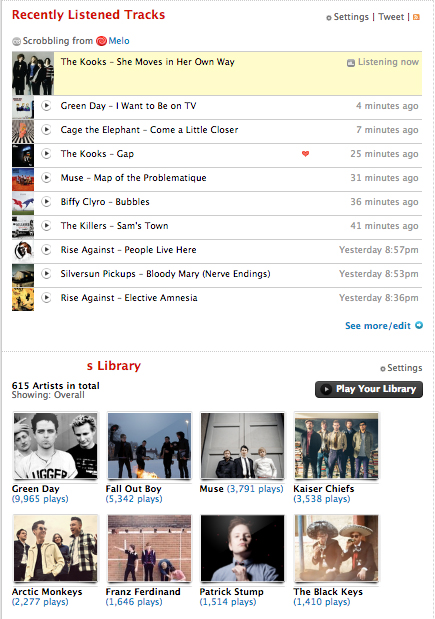 Recently Listened Tracks
Settings | Tweet |
Scrobbling from Melo
The Kooks – She Moves in Her Own Way Listening now
Green Day – I Want to Be on TV 4 minutes ago
Cage the Elephant – Come a Little Closer 7 minutes ago
The Kooks – Gap 25 minutes ago
Muse – Map of the Problematique 31 minutes ago
Biffy Clyro – Bubbles 36 minutes ago
The Killers – Sam's Town 41 minutes ago
Rise Against – People Live Here Yesterday 8:57pm
Silversun Pickups – Bloody Mary (Nerve Endings) Yesterday 8:53pm
Rise Against – Elective Amnesia Yesterday 8:36pm
See more/edit
s Library
Settings
615 Artists in total
Showing: Overall
Play Your Library
Green Day
(9,965 plays)
Fall Out Boy
(5,342 plays)
Muse (3,791 plays)
Kaiser Chiefs
(3,538 plays)
Arctic Monkeys
(2,277 plays)
Franz Ferdinand
(1,646 plays)
Patrick Stump
(1,514 plays)
The Black Keys
(1,410 plays)